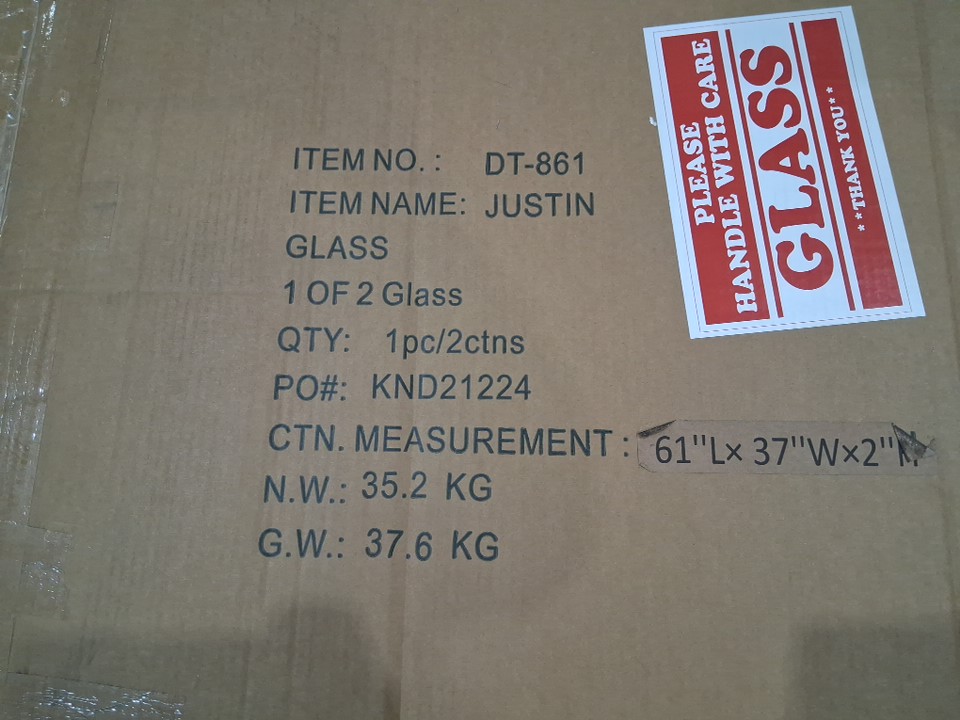 ITEM NO. : DT-861
ITEM NAME: JUSTIN
GLASS
1 OF 2 Glass
QTY: 1pc/2ctns
PO#: KND21224
CTN. MEASUREMENT : 61"L× 37"W×2"
N.W.: 35.2 KG
G.W.: 37.6 KG
PLEASE
HANDLE WITH CARE
GLASS
**THANK YOU**